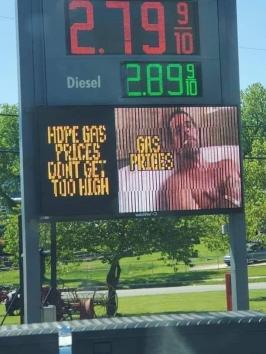 2.79 9/10
Diesel 2.89 9/10
HOPE GAS
PRICES
DONT GET
TOO HIGH
GAS
PRICES